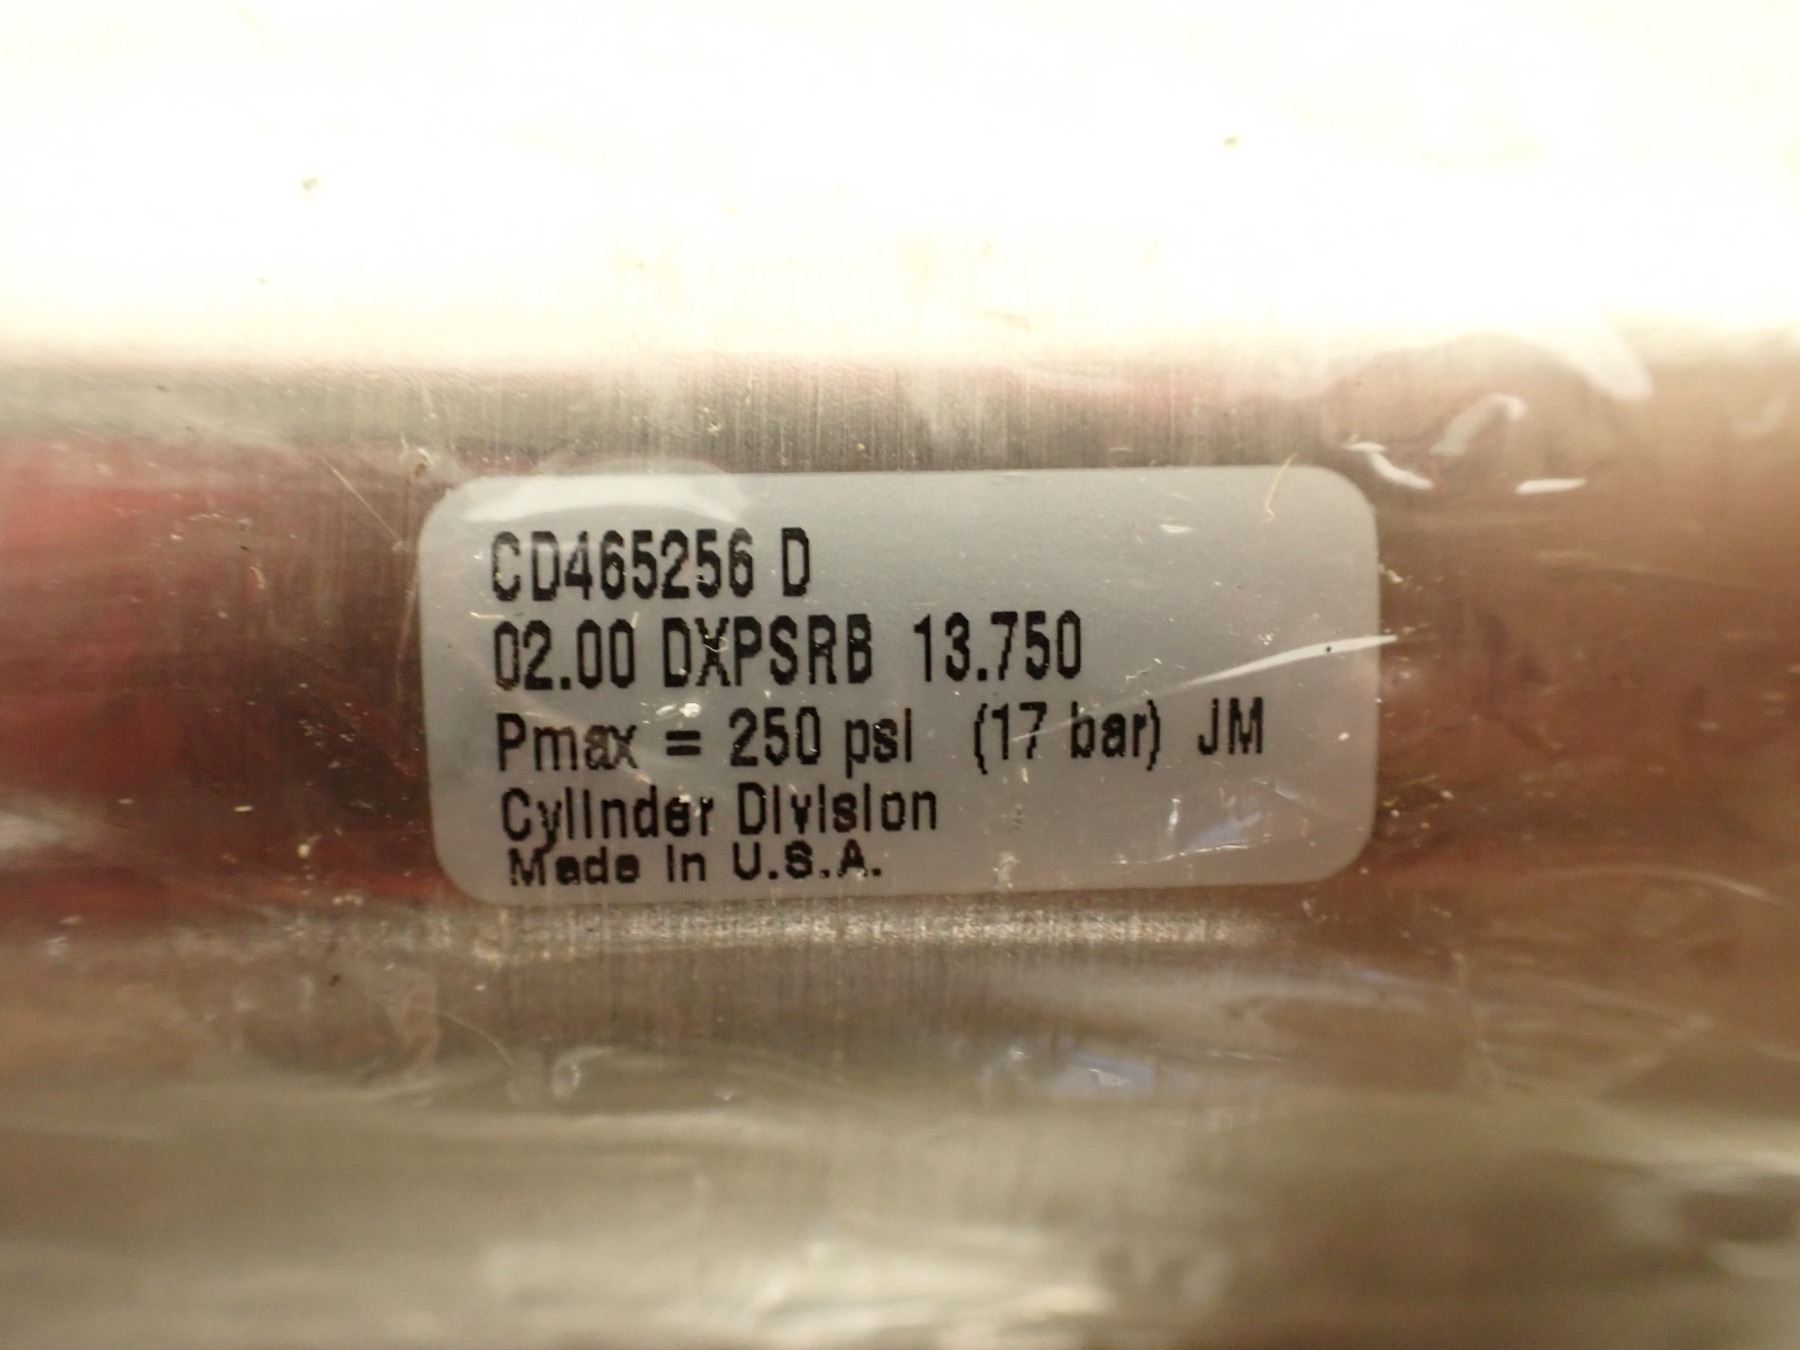 CD465256 D
02.00 DXPSRB 13.750
Pmax = 250 psi (17 bar) JM
Cylinder Division
Made in U.S.A.